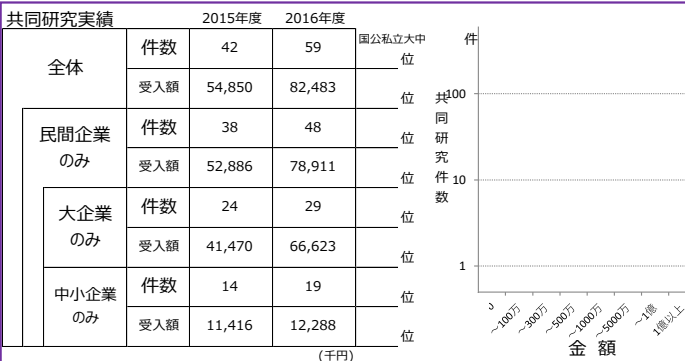 共同研究実績 2015年度 2016年度
国公私立大中
全体 件数 42 59 位
受入額 54,850 82,483 位
民間企業のみ 件数 38 48 位
受入額 52,886 78,911 位
大企業のみ 件数 24 29 位
受入額 41,470 66,623 位
中小企業のみ 件数 14 19 位
受入額 11,416 12,288 位
（千円）
件
共同研究件数
100
10
1
0 ～100万 ～300万 ～500万 ～1000万 ～5000万 ～1億 1億以上
金 額